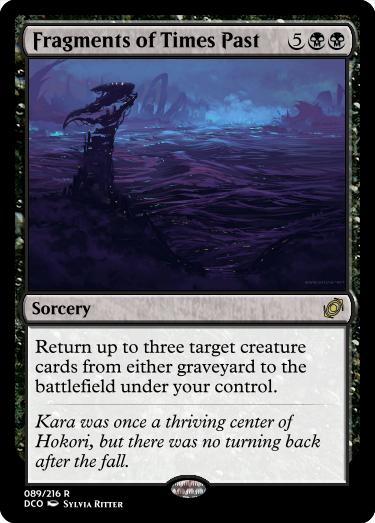 Fragments of Times Past 5
Sorcery
Return up to three target creature
cards from either graveyard to the
battlefield under your control.
Kara was once a thriving center of
Hokori, but there was no turning back
after the fall.
089/216 R
DCO SYLVIA RITTER